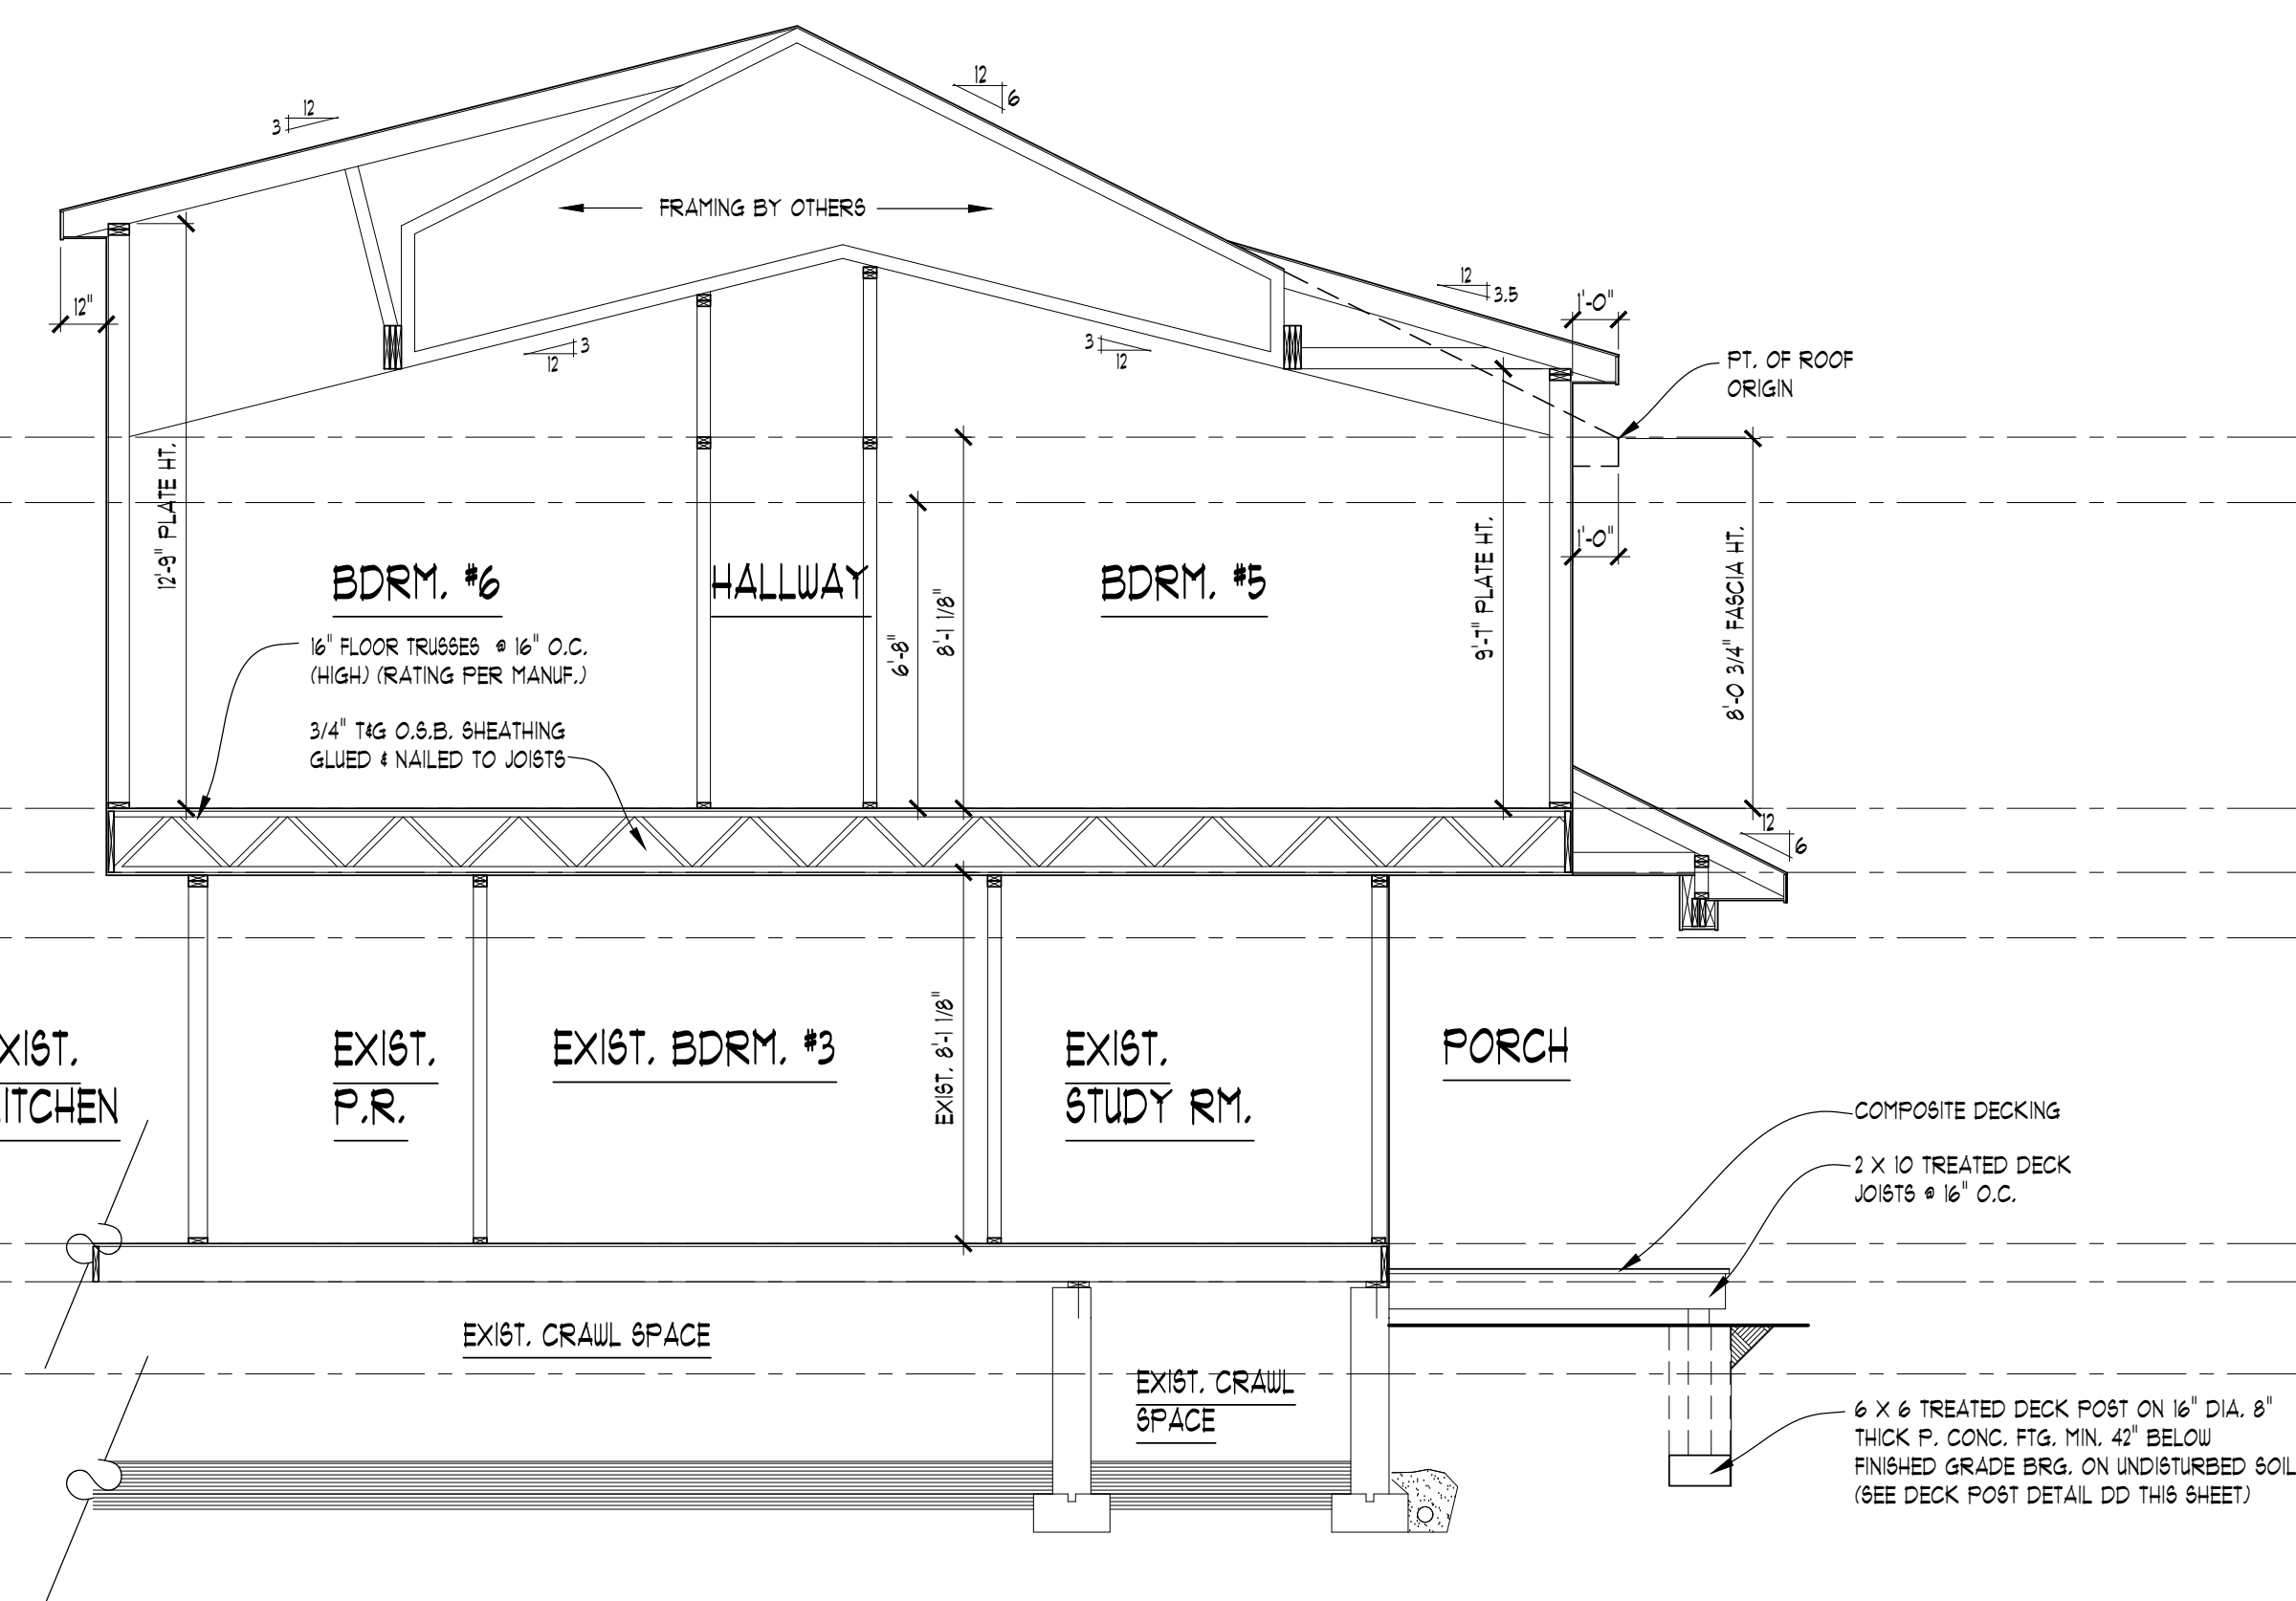 12
6
12
3
FRAMING BY OTHERS
12
3.5
1'-0"
12"
3
12
3
12
PT. OF ROOF
ORIGIN
12'-9" PLATE HT.
9'-7" PLATE HT.
8'-0 3/4" FASCIA HT.
1'-0"
BDRM. #6
HALLWAY
BDRM. #5
6'-8"
8'-1 1/8"
16" FLOOR TRUSSES @ 16" O.C.
(HIGH) (RATING PER MANUF.)
3/4" T&G O.S.B. SHEATHING
GLUED & NAILED TO JOISTS
12
6
EXIST. 8'-1 1/8"
XIST.
ITCHEN
EXIST.
P.R.
EXIST. BDRM. #3
EXIST.
STUDY RM.
PORCH
COMPOSITE DECKING
2 X 10 TREATED DECK
JOISTS @ 16" O.C.
EXIST. CRAWL SPACE
EXIST. CRAWL
SPACE
6 X 6 TREATED DECK POST ON 16" DIA. 8"
THICK P. CONC. FTG. MIN. 42" BELOW
FINISHED GRADE BRG. ON UNDISTURBED SOIL
(SEE DECK POST DETAIL DD THIS SHEET)